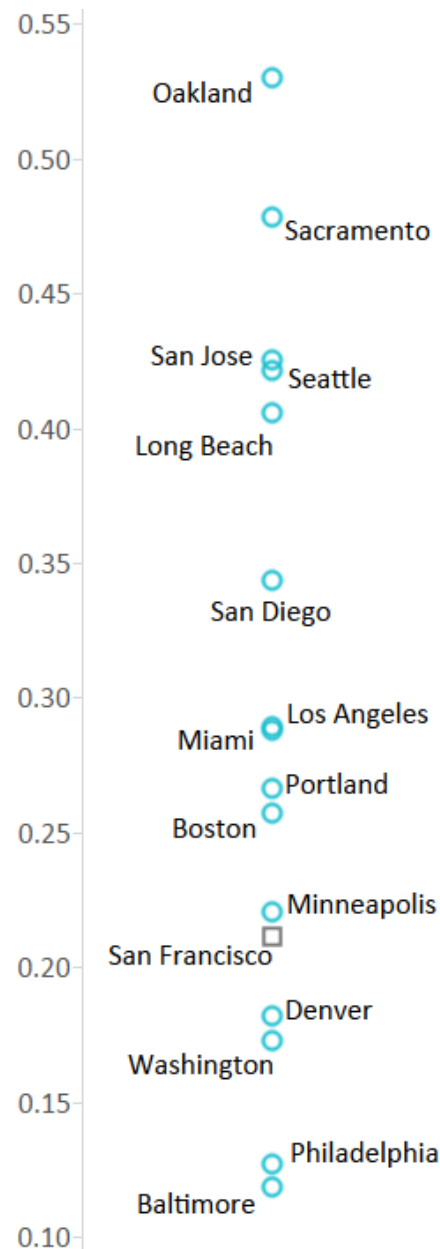 0.55
Oakland
0.50
Sacramento
0.45
San Jose
Seattle
0.40
Long Beach
0.35
San Diego
0.30
Los Angeles
Miami
Portland
0.25
Boston
Minneapolis
San Francisco
0.20
Denver
Washington
0.15
Philadelphia
Baltimore
0.10